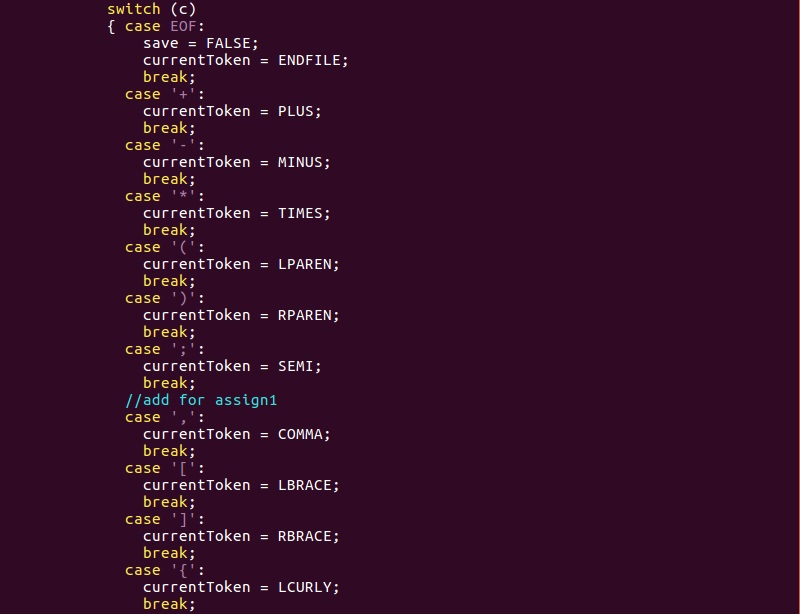 switch (c)
{ case EOF:
save = FALSE;
currentToken = ENDFILE;
break;
case '+':
currentToken = PLUS;
break;
case '-':
currentToken = MINUS;
break;
case '*':
currentToken = TIMES;
break;
case '(':
currentToken = LPAREN;
break;
case ')':
currentToken = RPAREN;
break;
case ';':
currentToken = SEMI;
break;
//add for assign1
case ',':
currentToken = COMMA;
break;
case '[':
currentToken = LBRACE;
break;
case ']':
currentToken = RBRACE;
break;
case '{':
currentToken = LCURLY;
break;